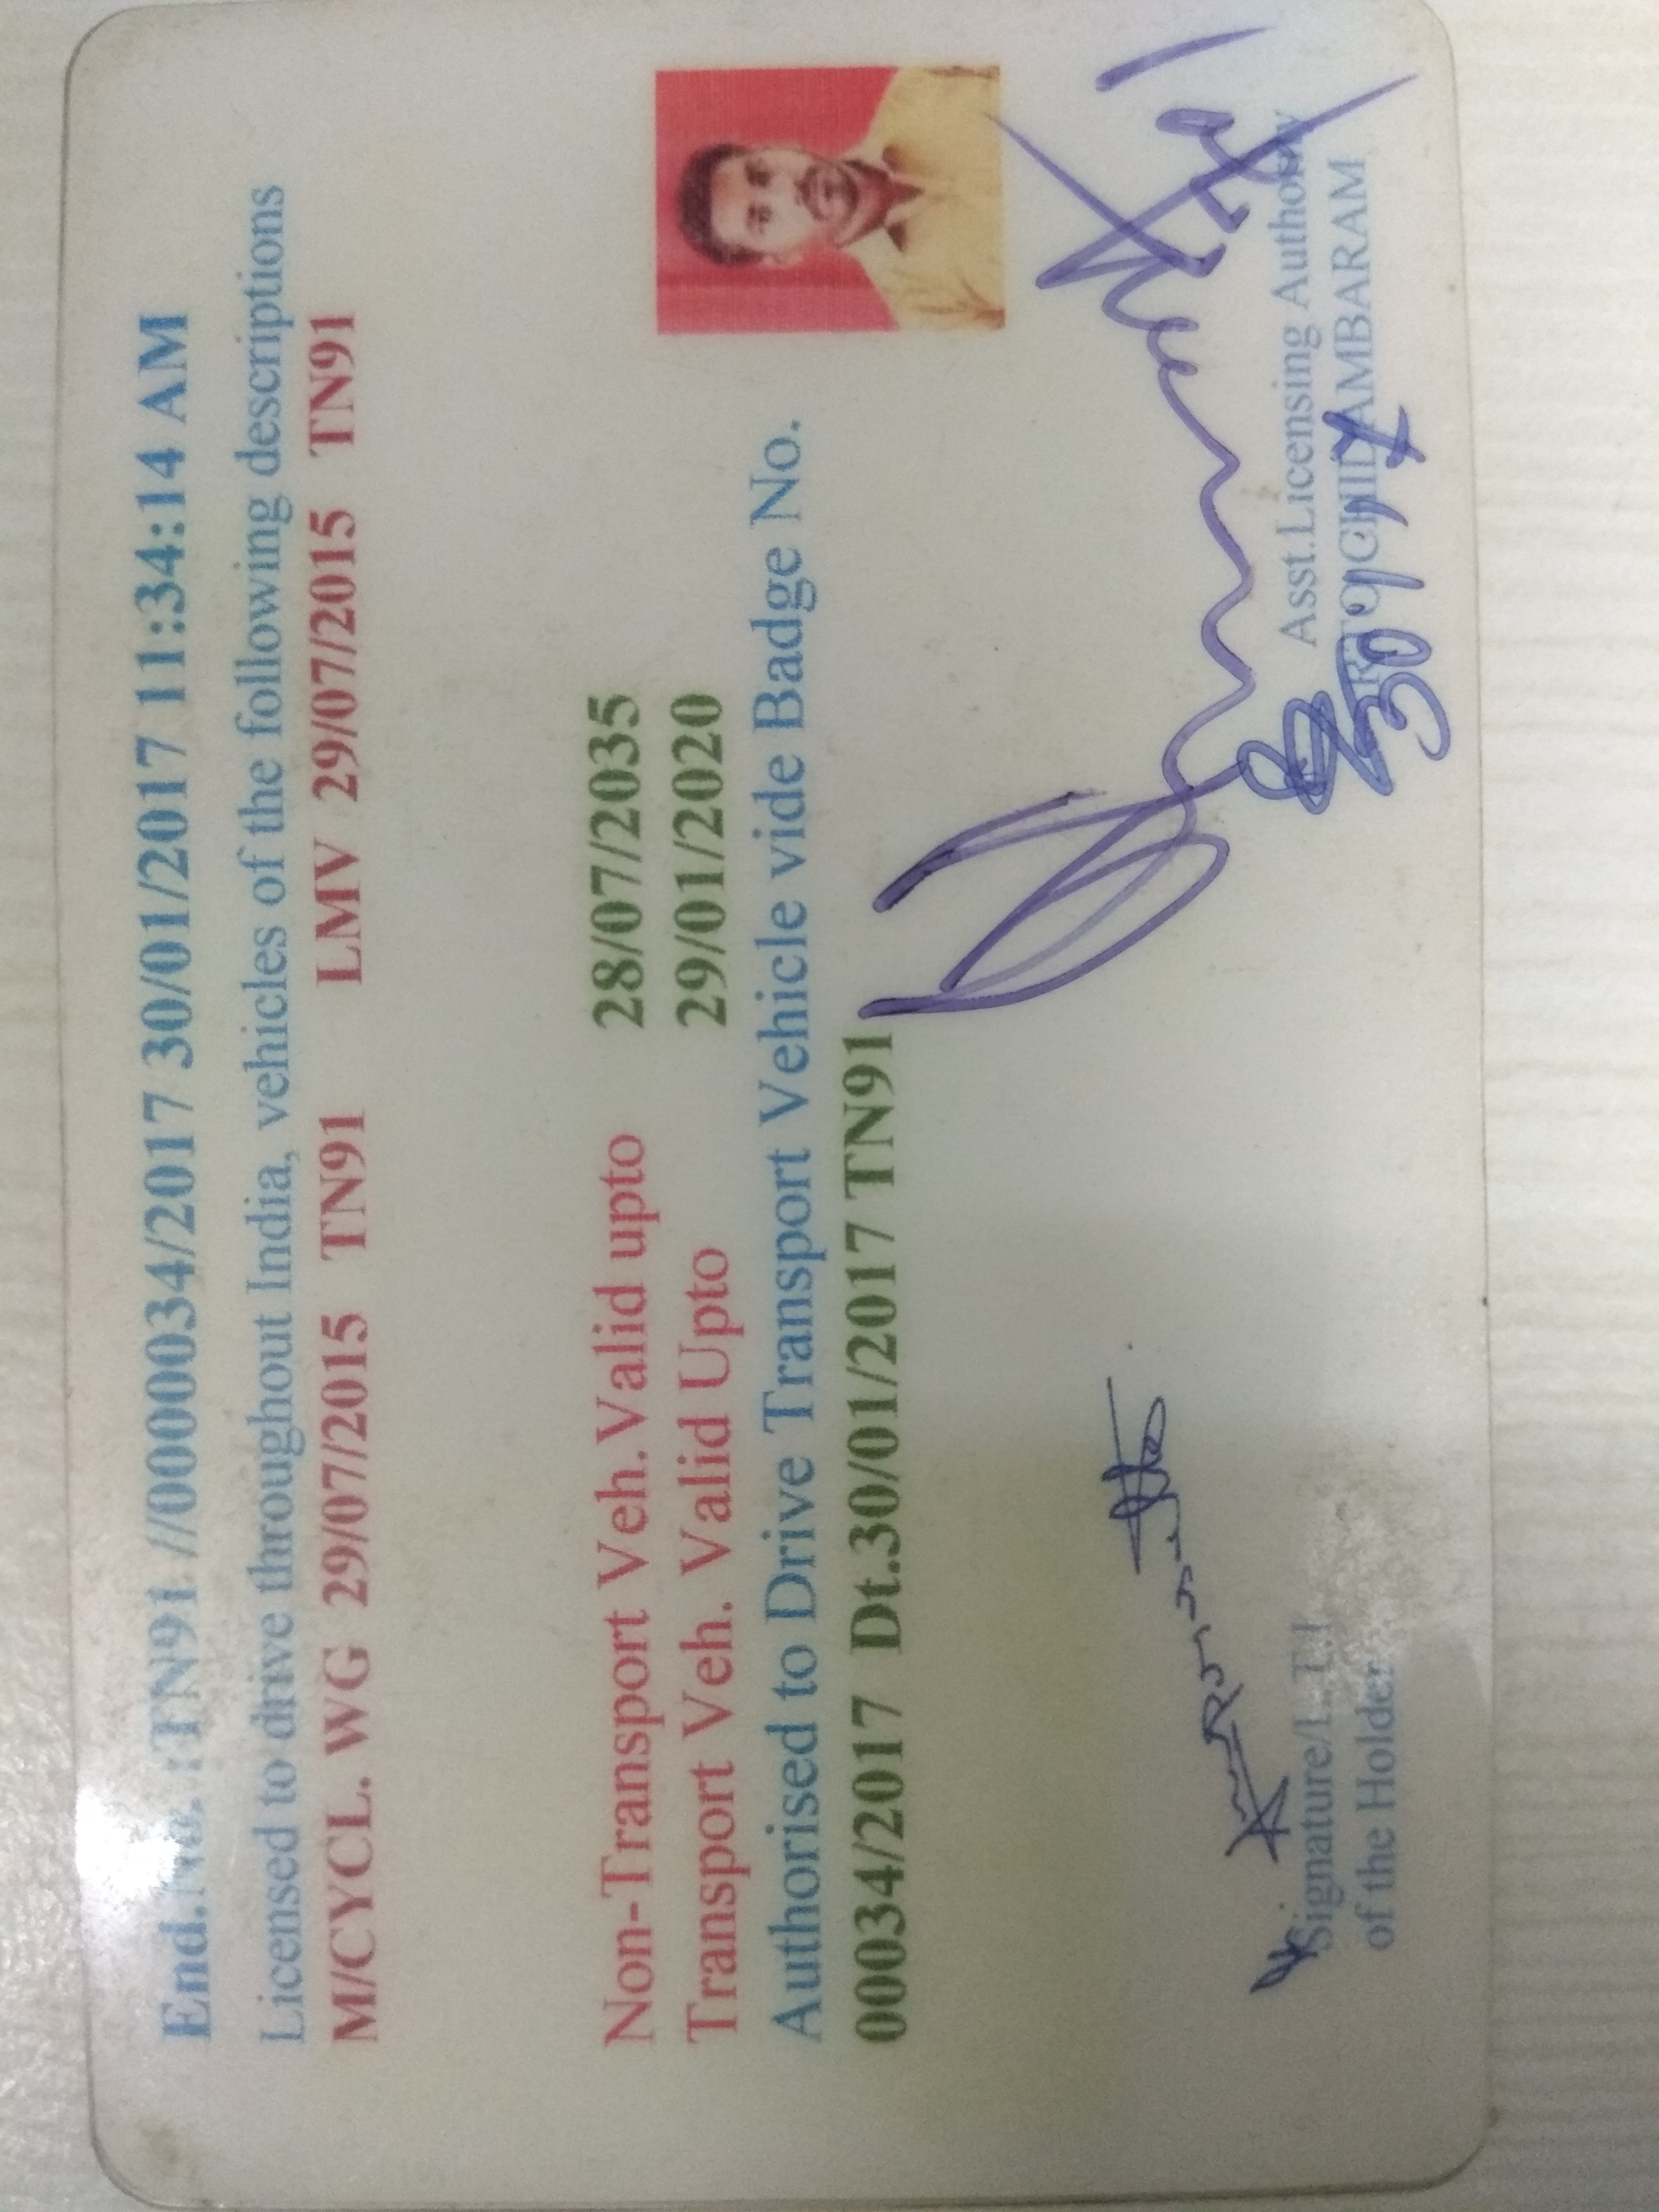 End.No. :TN91 //0000034/2017 30/01/2017 11:34:14 AM
Licensed to drive throughout India, vehicles of the following descriptions
M/CYCL. WG 29/07/2015 TN91 LMV 29/07/2015 TN91
Non-Transport Veh.Valid upto 28/07/2035
Transport Veh. Valid Upto 29/01/2020
Authorised to Drive Transport Vehicle vide Badge No.
00034/2017 Dt.30/01/2017 TN91
Signature/L.T.I
of the Holder
Asst.Licensing Authority
RTO CHIDAMBARAM